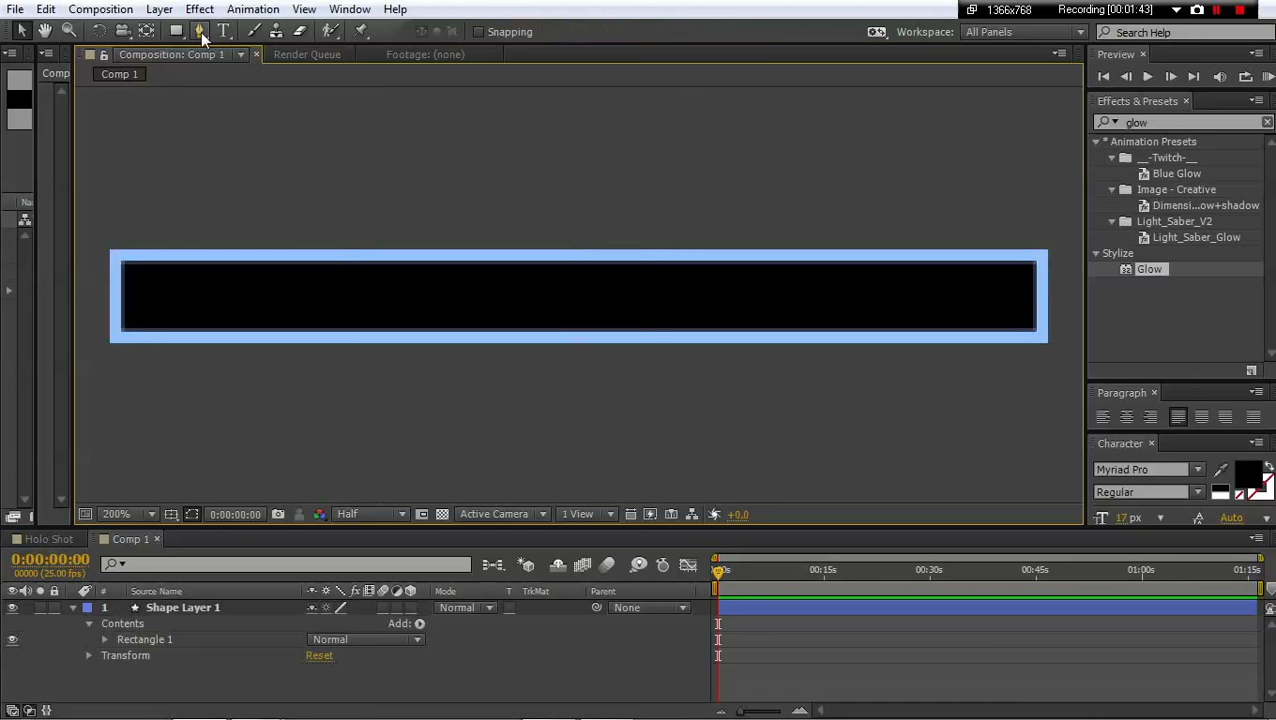 File Edit Composition Layer Effect Animation View Window Help
1366x768 Recording [00:01:43]
Snapping Workspace: All Panels Search Help
Composition: Comp 1 Render Queue Footage: (none)
Preview
Comp Comp 1
Effects & Presets
glow
* Animation Presets
__-Twitch-__
Blue Glow
Image - Creative
Dimensi...ow+shadow
Light_Saber_V2
Light_Saber_Glow
Stylize
Glow
Na
Paragraph
Character
Myriad Pro
Regular
17 px Auto
200% 0:00:00:00 Half Active Camera 1 View +0.0
Holo Shot Comp 1
0:00:00:00
00000 (25.00 fps)
:00s 00:15s 00:30s 00:45s 01:00s 01:15s
# Source Name Mode T TrkMat Parent
1 Shape Layer 1 Normal None
Contents Add:
Rectangle 1 Normal
Transform Reset